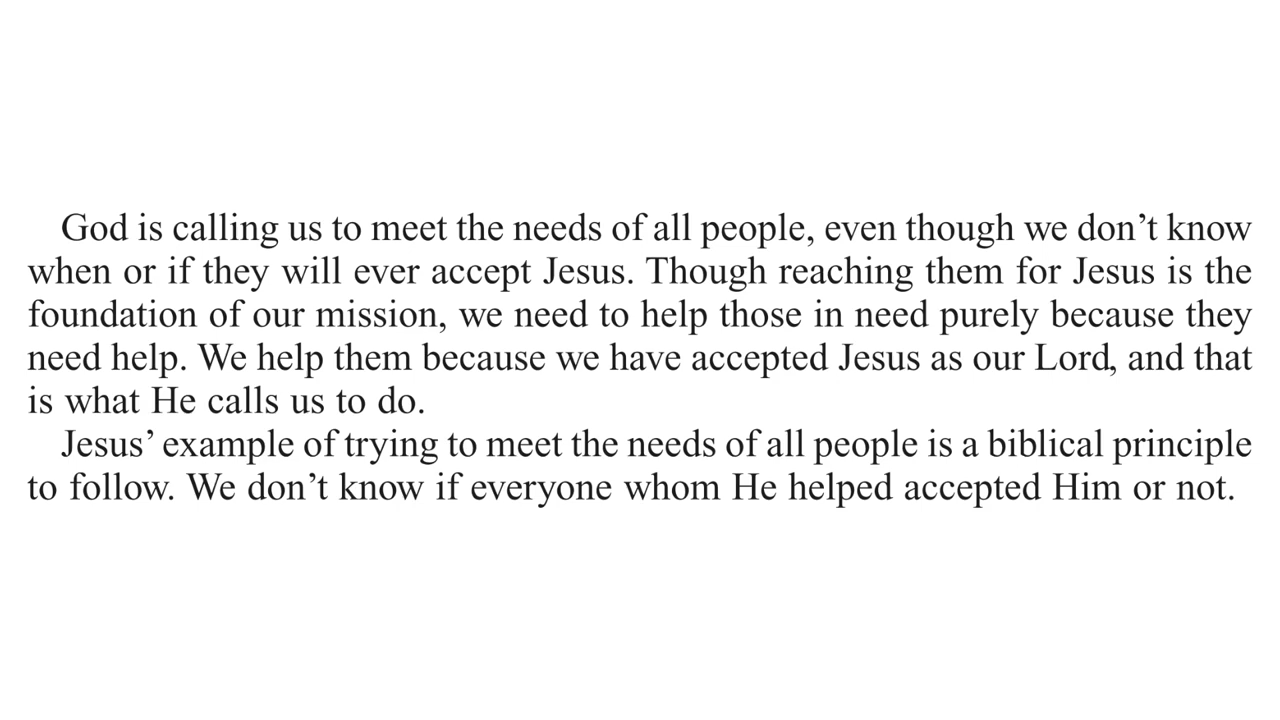 God is calling us to meet the needs of all people, even though we don’t know
when or if they will ever accept Jesus. Though reaching them for Jesus is the
foundation of our mission, we need to help those in need purely because they
need help. We help them because we have accepted Jesus as our Lord, and that
is what He calls us to do.
Jesus’ example of trying to meet the needs of all people is a biblical principle
to follow. We don’t know if everyone whom He helped accepted Him or not.